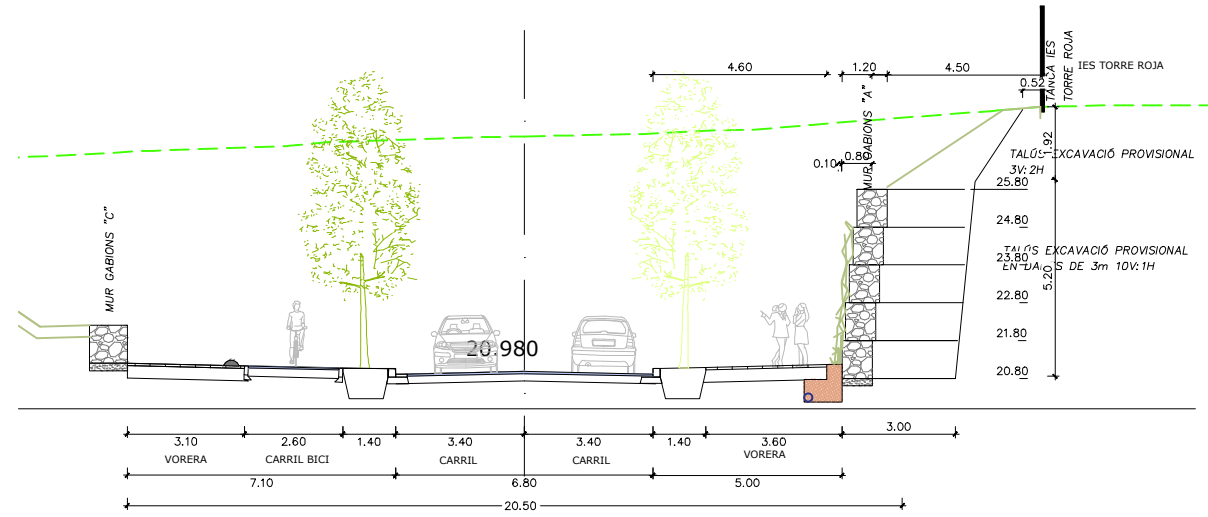 4.60
1.20
4.50
0.52
TANCA IES
TORRE ROJA
IES TORRE ROJA
MUR GABIONS "A"
0.10
0.80
1.92
TALÚS EXCAVACIÓ PROVISIONAL
3V:2H
25.80
24.80
TALÚS EXCAVACIÓ PROVISIONAL
DE 3m 10V:1H
23.80
5.20
22.80
21.80
20.80
MUR GABIONS "C"
20.980
3.10
2.60
1.40
3.40
3.40
1.40
3.60
3.00
VORERA
CARRIL BICI
CARRIL
CARRIL
VORERA
7.10
6.80
5.00
20.50